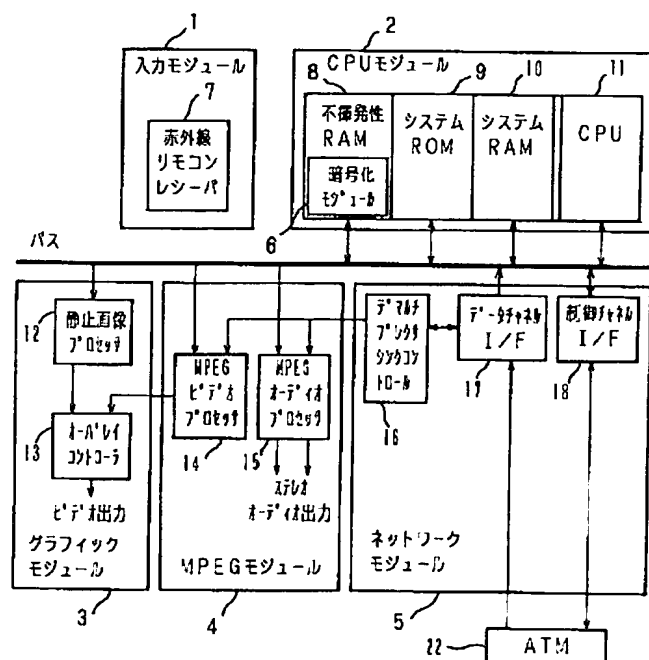 1
入力モジュール
7
赤外線
リモコン
レシーバ
2
CPUモジュール
8
9
10
11
不揮発性
RAM
暗号化
モジュール
6
システム
ROM
システム
RAM
CPU
バス
12
静止画像
プロセッサ
13
オーバレイ
コントローラ
ビデオ出力
グラフィック
モジュール
3
MPEG
ビデオ
プロセッサ
14
MPEG
オーディオ
プロセッサ
15
ステレオ
オーディオ出力
MPEGモジュール
4
デマルチ
プレクサ
シンクコン
トロール
16
データチャネル
I/F
17
制御チャネル
I/F
18
ネットワーク
モジュール
5
22
ATM